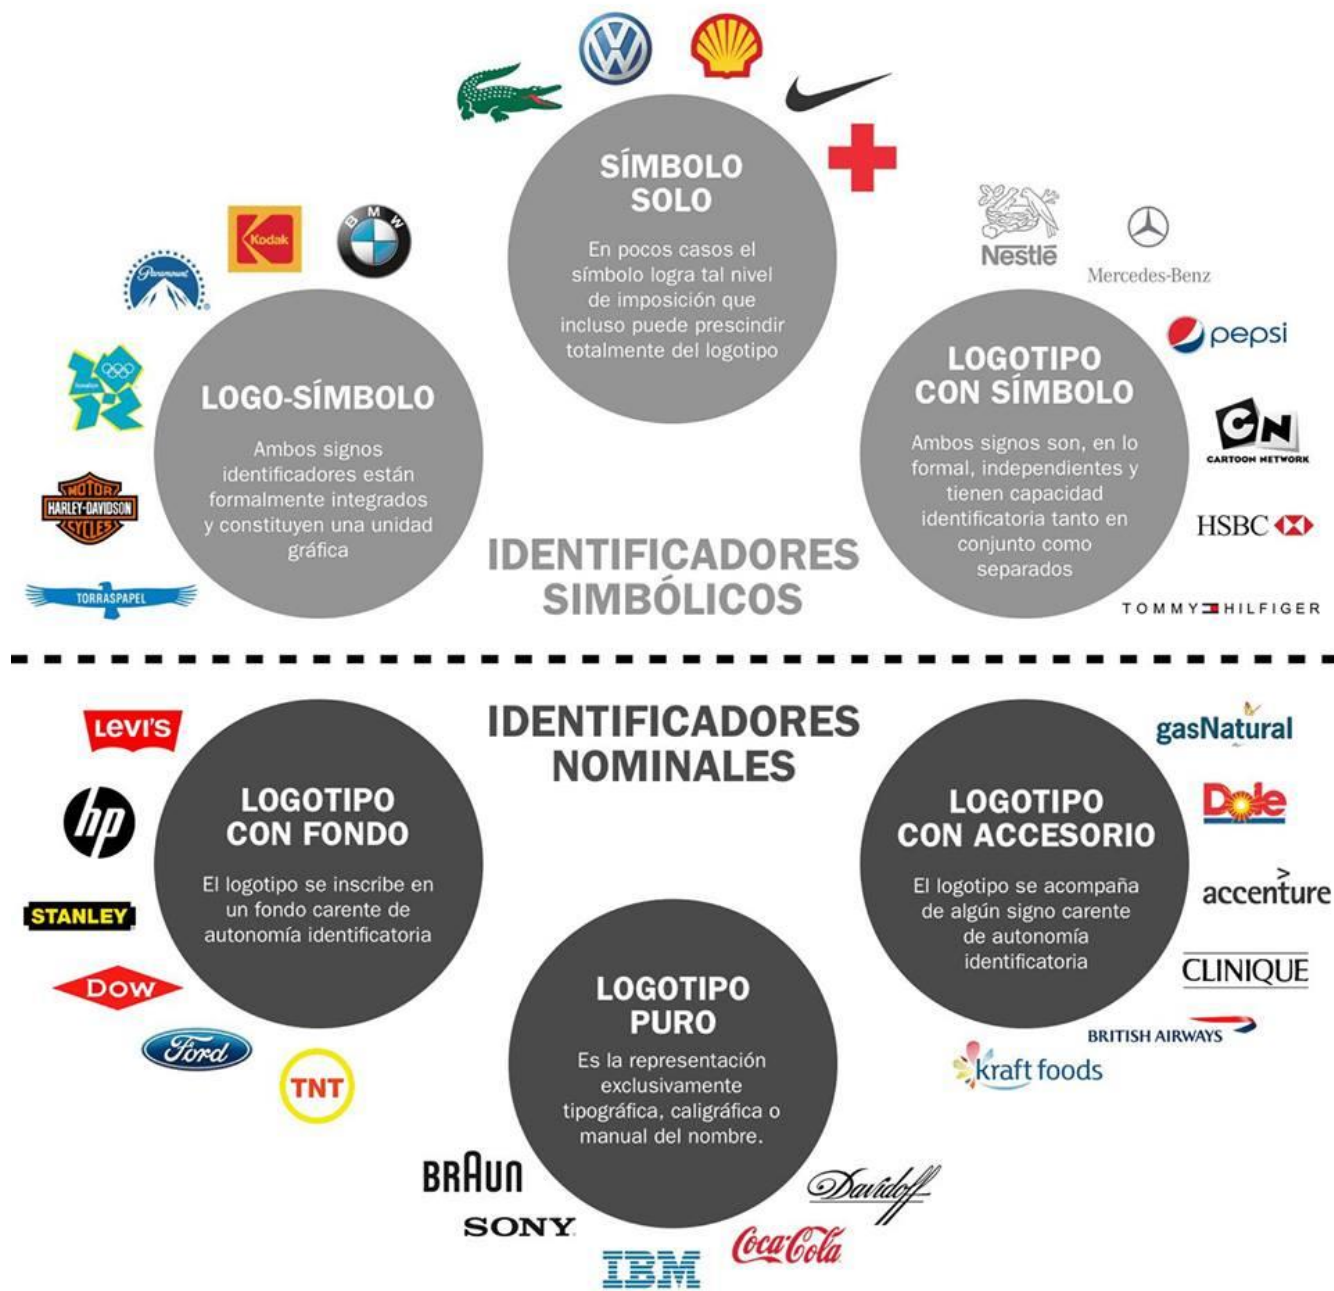 SÍMBOLO
SOLO
En pocos casos el
símbolo logra tal nivel
de imposición que
incluso puede prescindir
totalmente del logotipo
Kodak
BMW
Paramount
LOGO-SÍMBOLO
Ambos signos
identificadores están
formalmente integrados
y constituyen una unidad
gráfica
london
MOTOR
HARLEY-DAVIDSON
CYCLES
TORRASPAPEL
Nestlé
Mercedes-Benz
pepsi
LOGOTIPO
CON SÍMBOLO
Ambos signos son, en lo
formal, independientes y
tienen capacidad
identificatoria tanto en
conjunto como
separados
CN
CARTOON NETWORK
HSBC
TOMMY HILFIGER
IDENTIFICADORES
SIMBÓLICOS
IDENTIFICADORES
NOMINALES
LEVI'S
hp
STANLEY
DOW
Ford
TNT
LOGOTIPO
CON FONDO
El logotipo se inscribe en
un fondo carente de
autonomía identificatoria
LOGOTIPO
CON ACCESORIO
El logotipo se acompaña
de algún signo carente
de autonomía
identificatoria
gasNatural
Dole
accenture
CLINIQUE
BRITISH AIRWAYS
kraft foods
LOGOTIPO
PURO
Es la representación
exclusivamente
tipográfica, caligráfica o
manual del nombre.
BRAUN
SONY
IBM
Coca-Cola
Davidoff